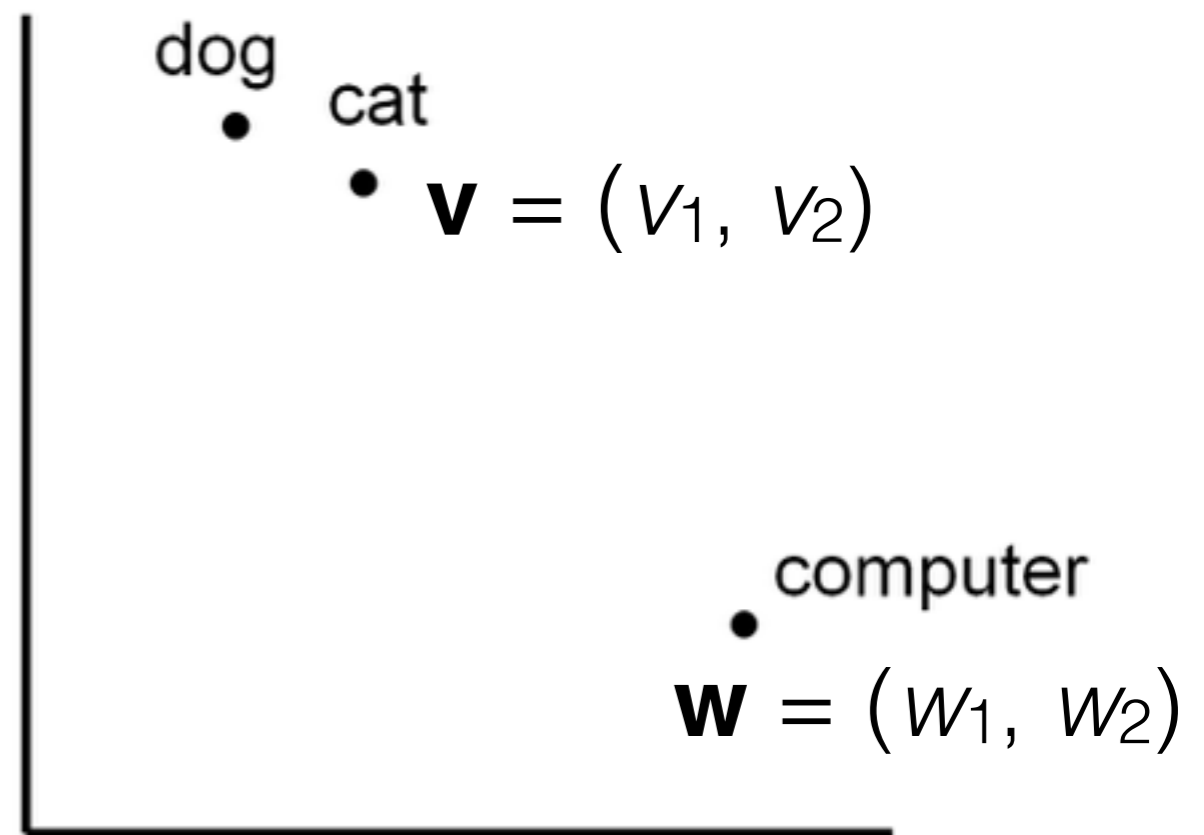 dog
cat
v = (v1, v2)
computer
w = (w1, w2)